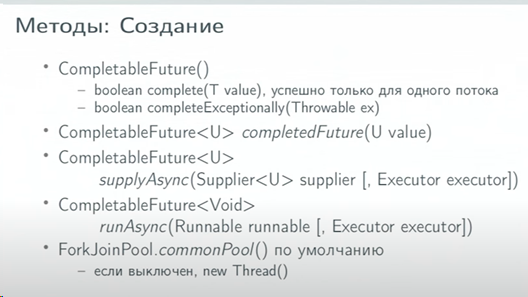 Методы: Создание
• CompletableFuture()
– boolean complete(T value), успешно только для одного потока
– boolean completeExceptionally(Throwable ex)
• CompletableFuture<U> completedFuture(U value)
• CompletableFuture<U>
supplyAsync(Supplier<U> supplier [, Executor executor])
• CompletableFuture<Void>
runAsync(Runnable runnable [, Executor executor])
• ForkJoinPool.commonPool() по умолчанию
– если выключен, new Thread()